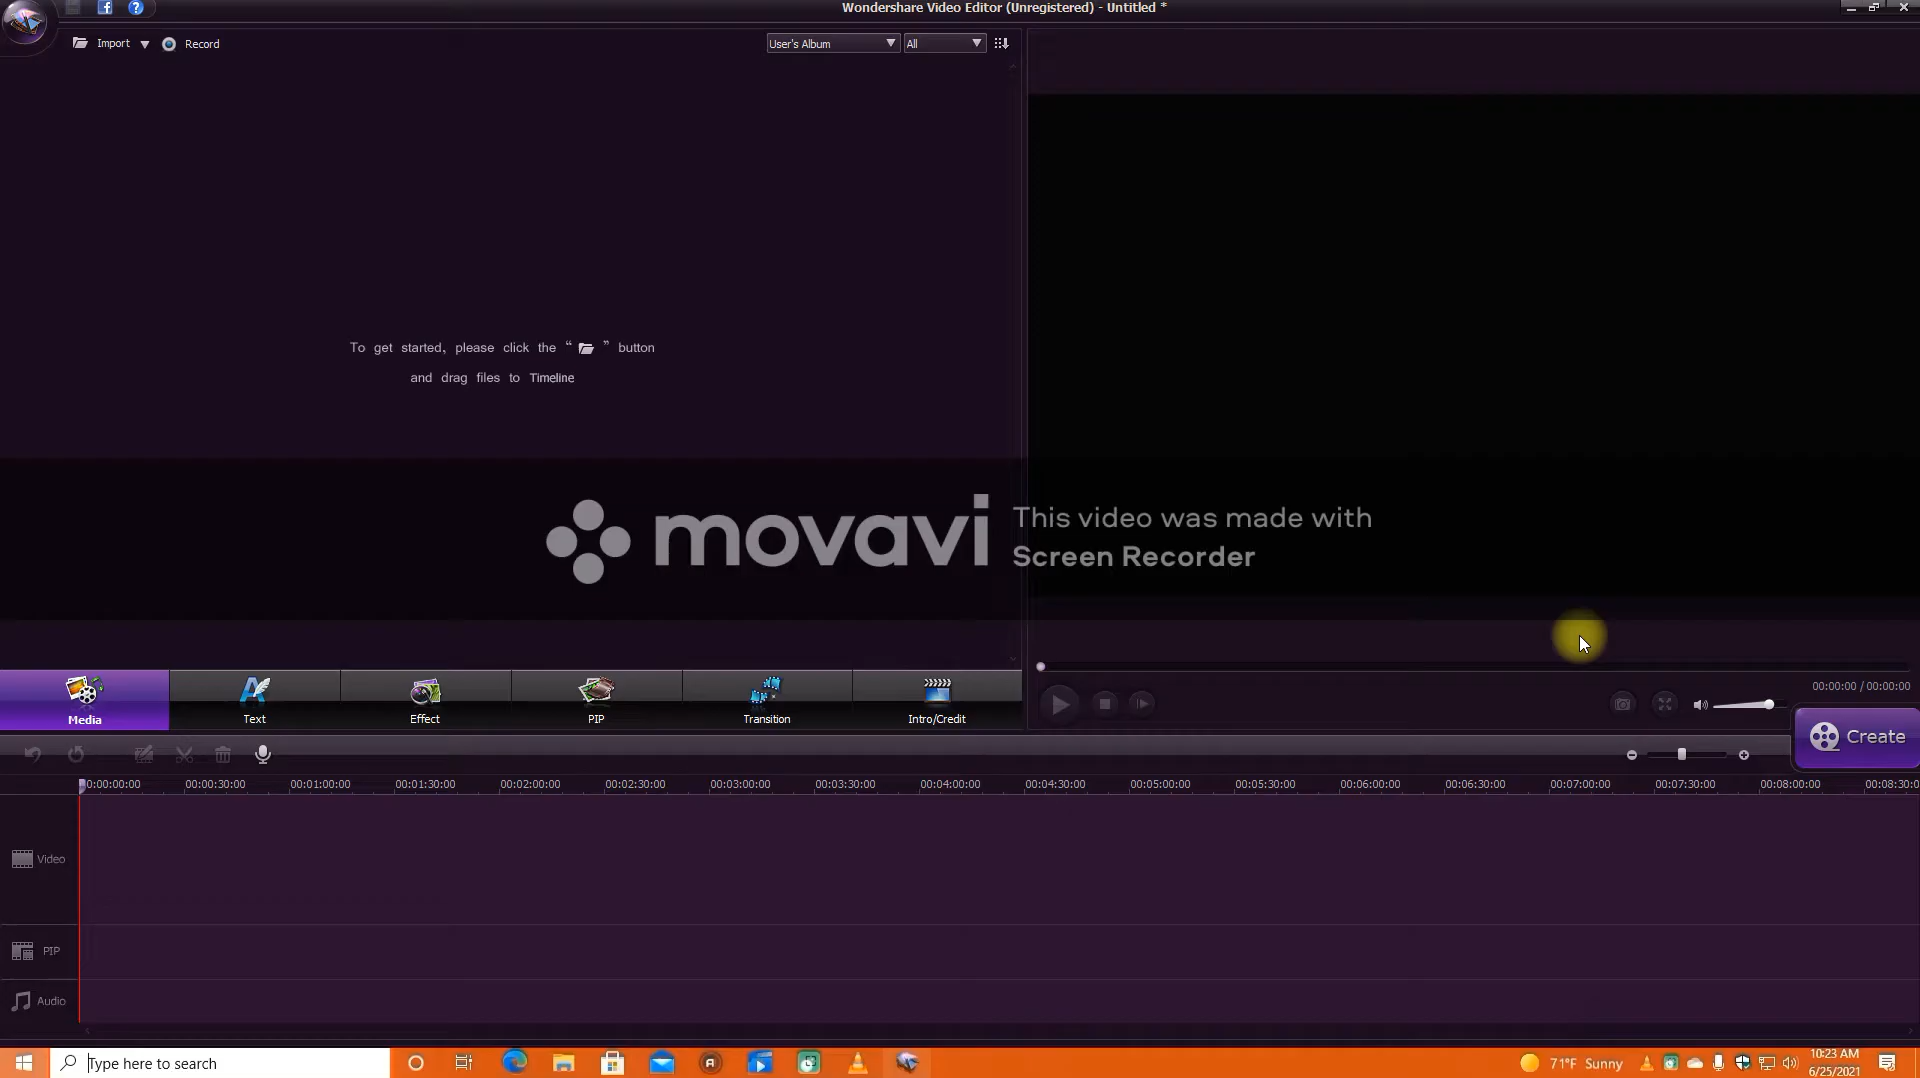 Wondershare Video Editor (Unregistered) - Untitled *
Import
Record
User's Album
All
To get started, please click the “ ” button
and drag files to Timeline
movavi
This video was made with
Screen Recorder
00:00:00 / 00:00:00
Media
Text
Effect
PIP
Transition
Intro/Credit
Create
00:00:00:00 00:00:30:00 00:01:00:00 00:01:30:00 00:02:00:00 00:02:30:00 00:03:00:00 00:03:30:00 00:04:00:00 00:04:30:00 00:05:00:00 00:05:30:00 00:06:00:00 00:06:30:00 00:07:00:00 00:07:30:00 00:08:00:00 00:08:30:0
Video
PIP
Audio
Type here to search
71°F Sunny
10:23 AM
6/25/2021